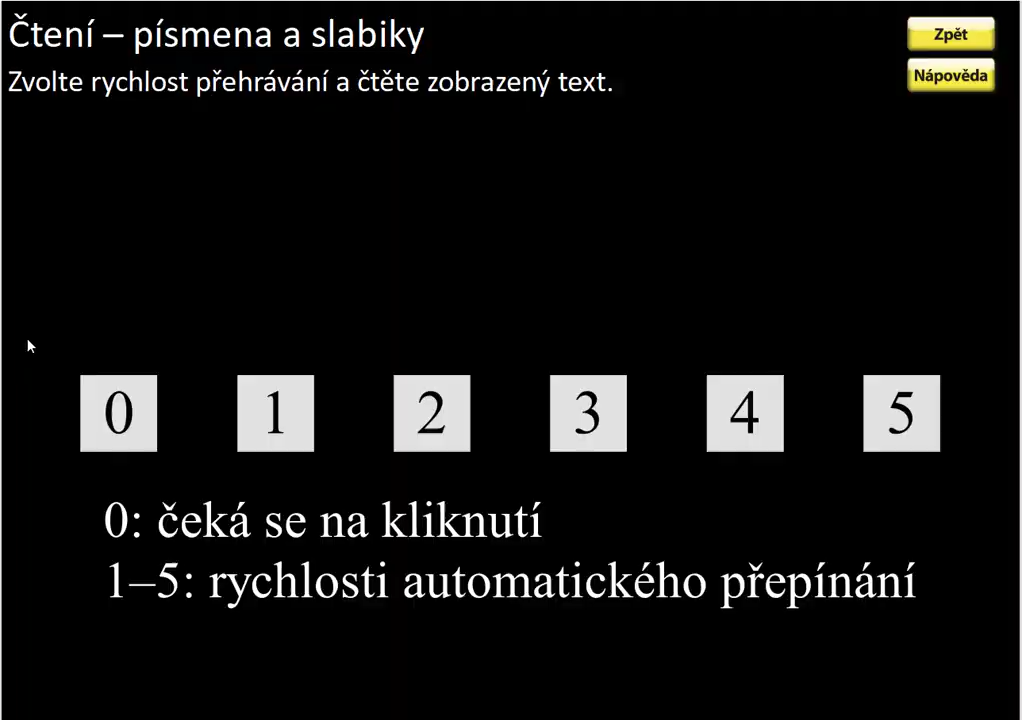 Čtení – písmena a slabiky
Zpět
Zvolte rychlost přehrávání a čtěte zobrazený text.
Nápověda
0 1 2 3 4 5
0: čeká se na kliknutí
1–5: rychlosti automatického přepínání